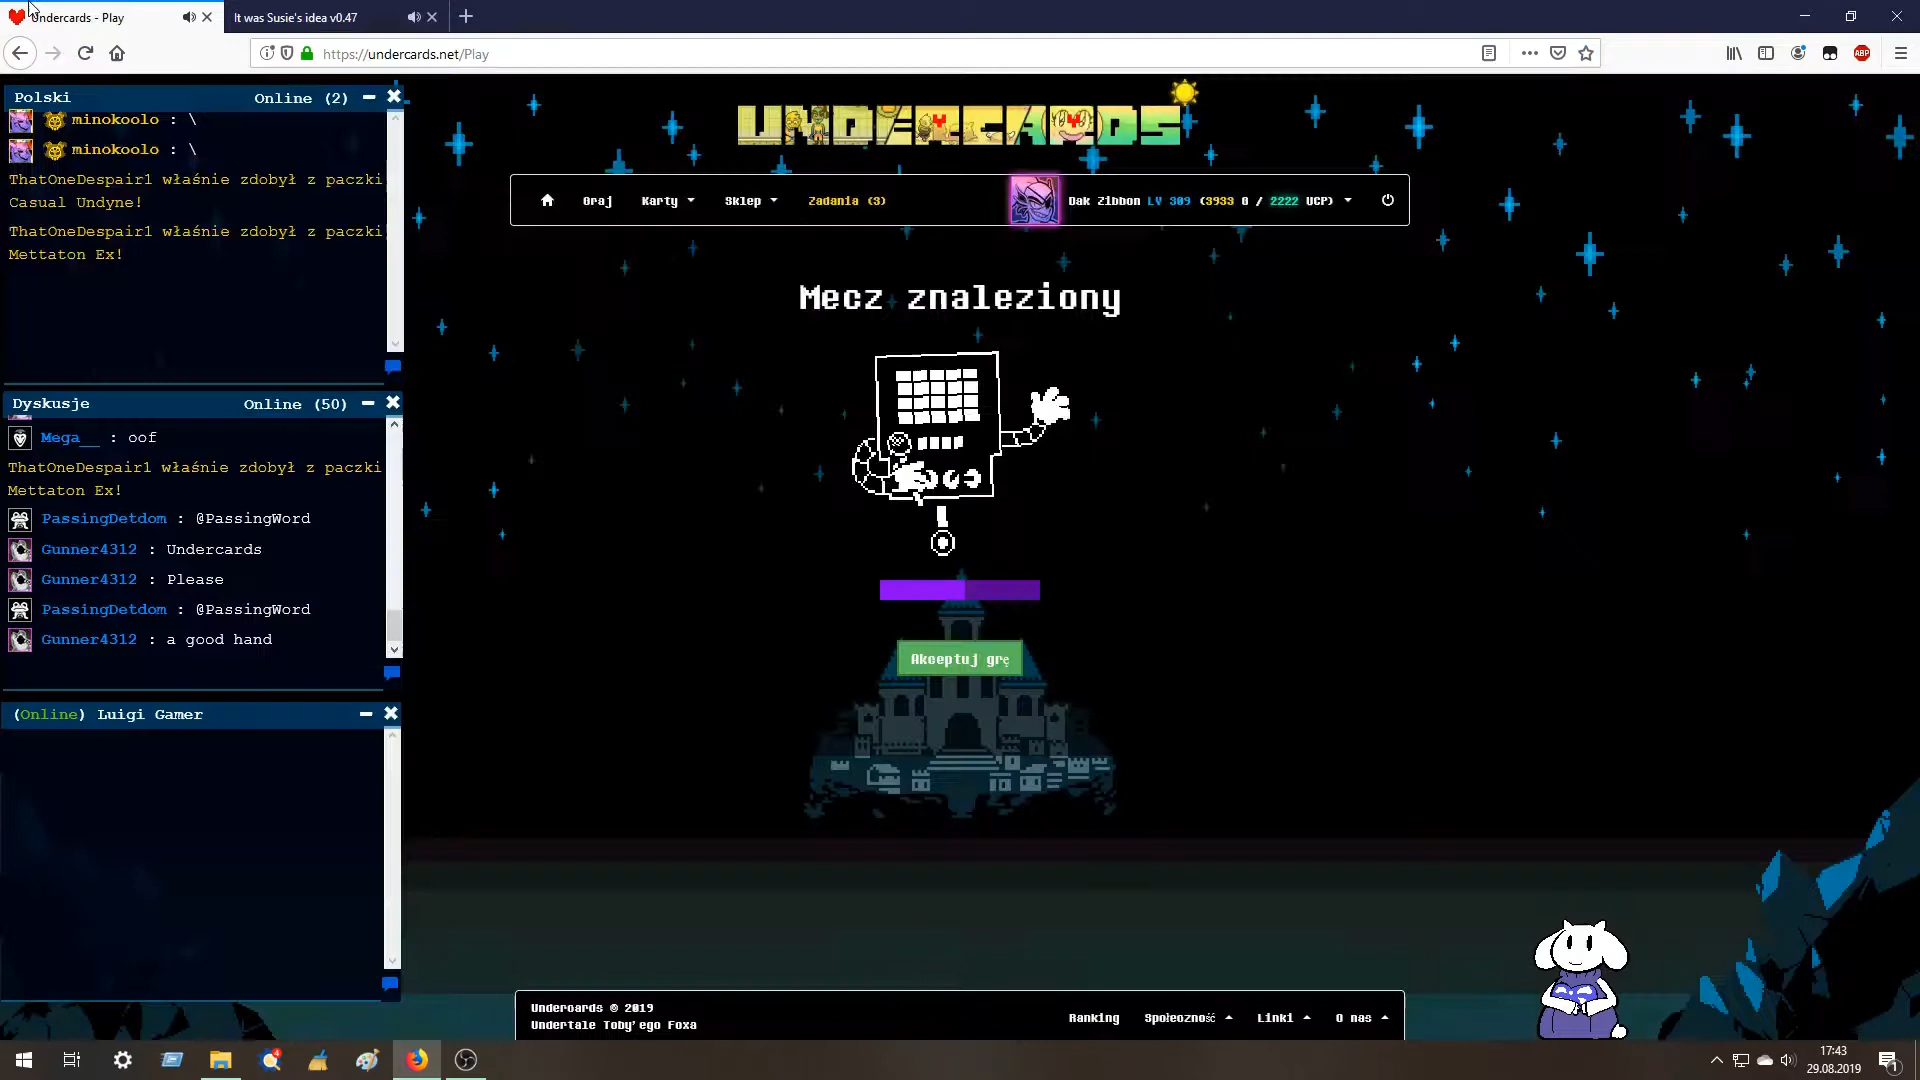 Undercards - Play
It was Susie's idea v0.47
https://undercards.net/Play
ABP
UNDERCARDS
Polski Online (2)
minokoolo : \
minokoolo : \
ThatOneDespair1 właśnie zdobył z paczki
Casual Undyne!
ThatOneDespair1 właśnie zdobył z paczki
Mettaton Ex!
Graj Karty Sklep Zadania (3) Dak Zibbon LV 309 (3933 G / 2222 UCP)
Mecz znaleziony
Akceptuj grę
Dyskusje Online (50)
Mega__ : oof
ThatOneDespair1 właśnie zdobył z paczki
Mettaton Ex!
PassingDetdom : @PassingWord
Gunner4312 : Undercards
Gunner4312 : Please
PassingDetdom : @PassingWord
Gunner4312 : a good hand
(Online) Luigi Gamer
Undercards © 2019
Undertale Toby'ego Foxa
Ranking Społeczność Linki O nas
4
17:43
29.08.2019
1